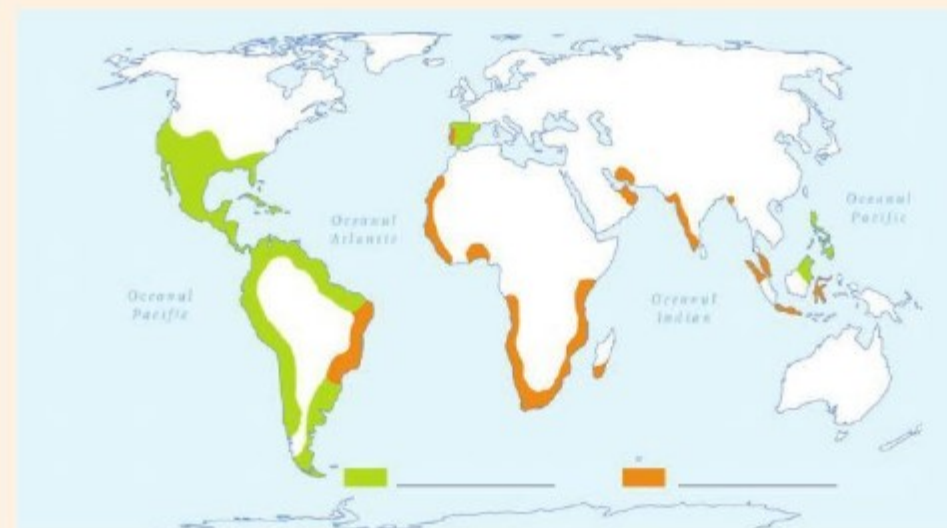 Oceanul
Atlantic
Oceanul
Pacific
Oceanul
Pacific
Oceanul
Indian